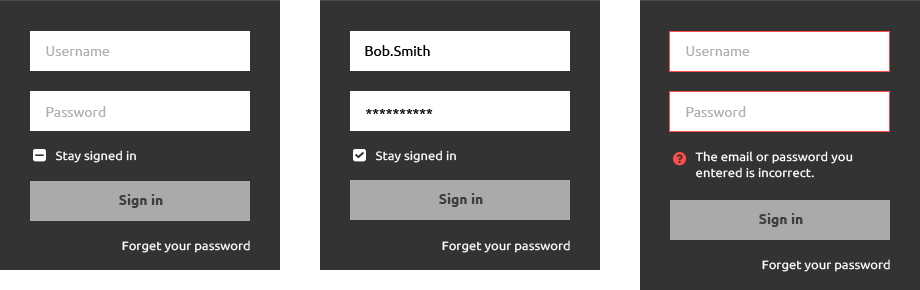 Username
Password
Stay signed in
Sign in
Forget your password
Bob.Smith
**********
Stay signed in
Sign in
Forget your password
Username
Password
? The email or password you
entered is incorrect.
Sign in
Forget your password